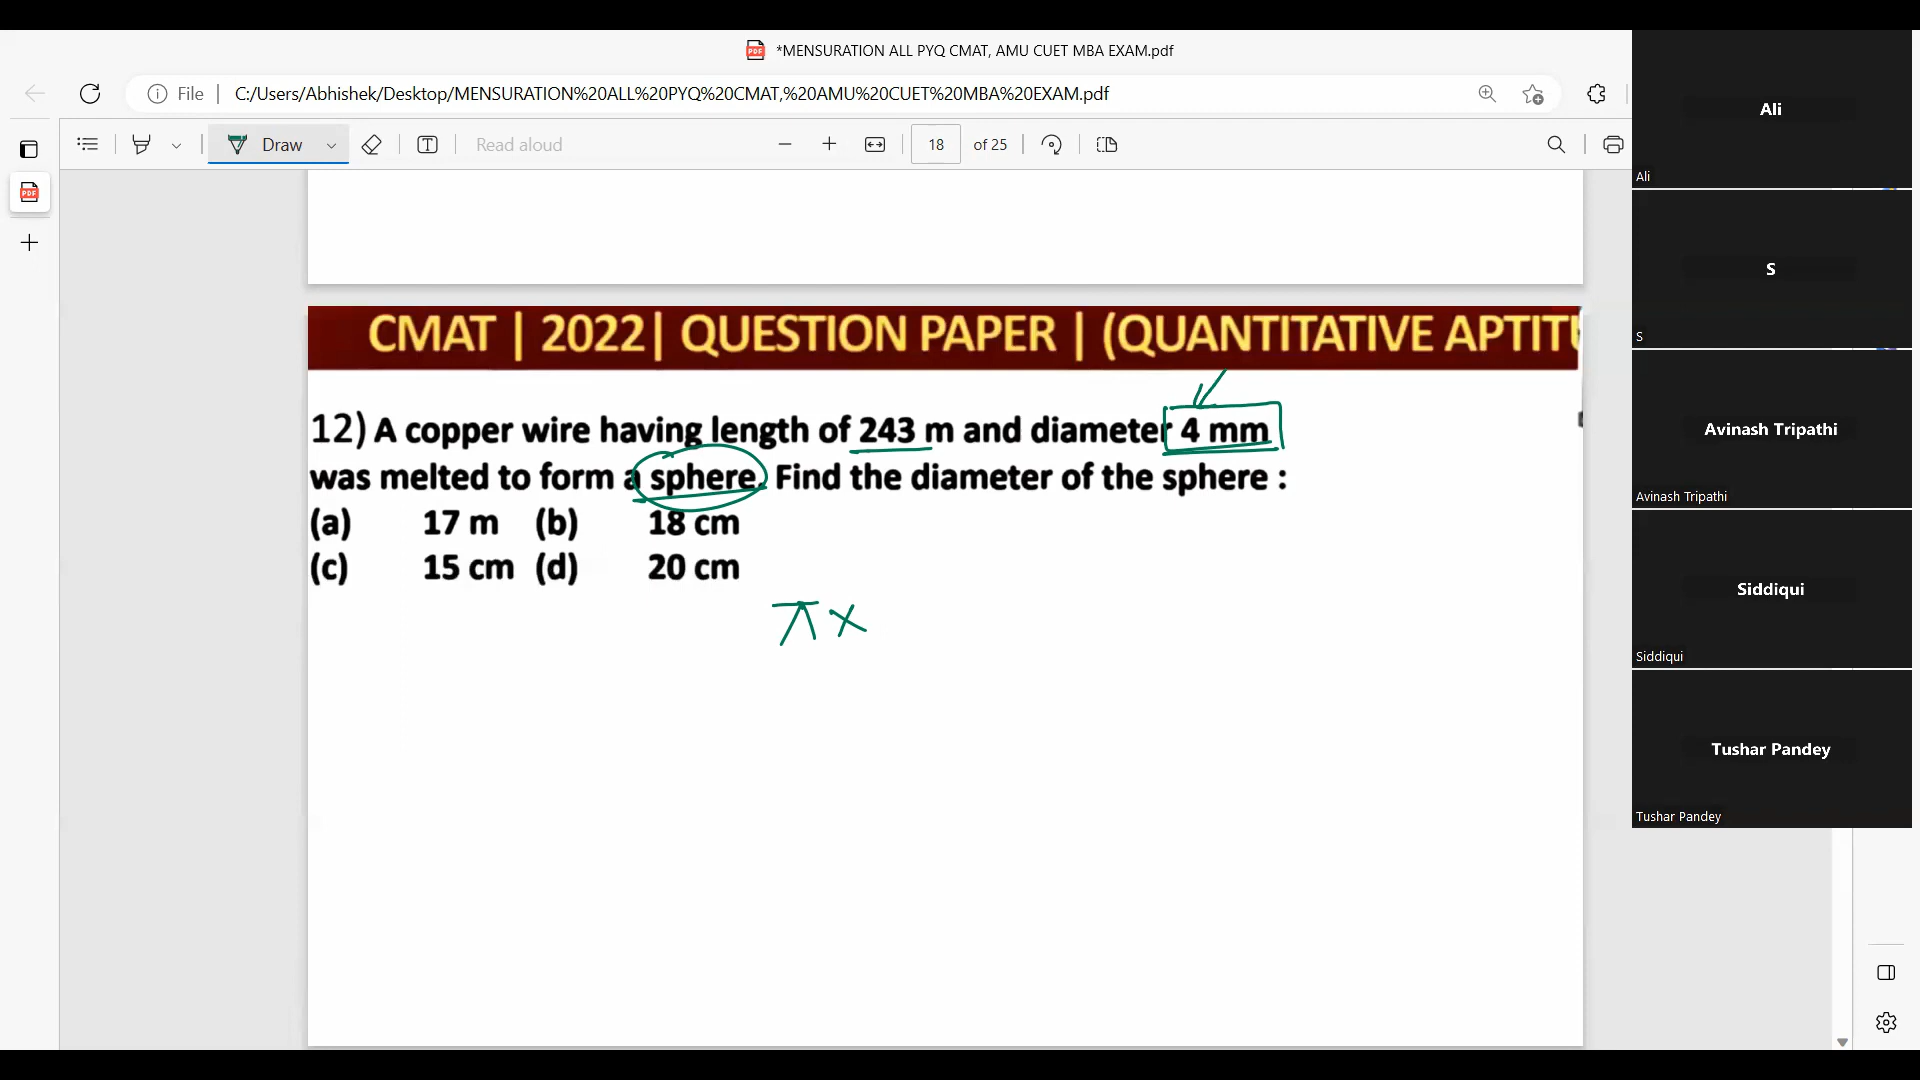 *MENSURATION ALL PYQ CMAT, AMU CUET MBA EXAM.pdf
File
C:/Users/Abhishek/Desktop/MENSURATION%20ALL%20PYQ%20CMAT,%20AMU%20CUET%20MBA%20EXAM.pdf
Draw
Read aloud
18 of 25
CMAT | 2022| QUESTION PAPER | (QUANTITATIVE
12) A copper wire having length of 243 m and diameter 4 mm
was melted to form a sphere. Find the diameter of the sphere :
(a) 17 m (b) 18 cm
(c) 15 cm (d) 20 cm
π ×
Ali
Ali
S
S
Avinash Tripathi
Avinash Tripathi
Siddiqui
Siddiqui
Tushar Pandey
Tushar Pandey